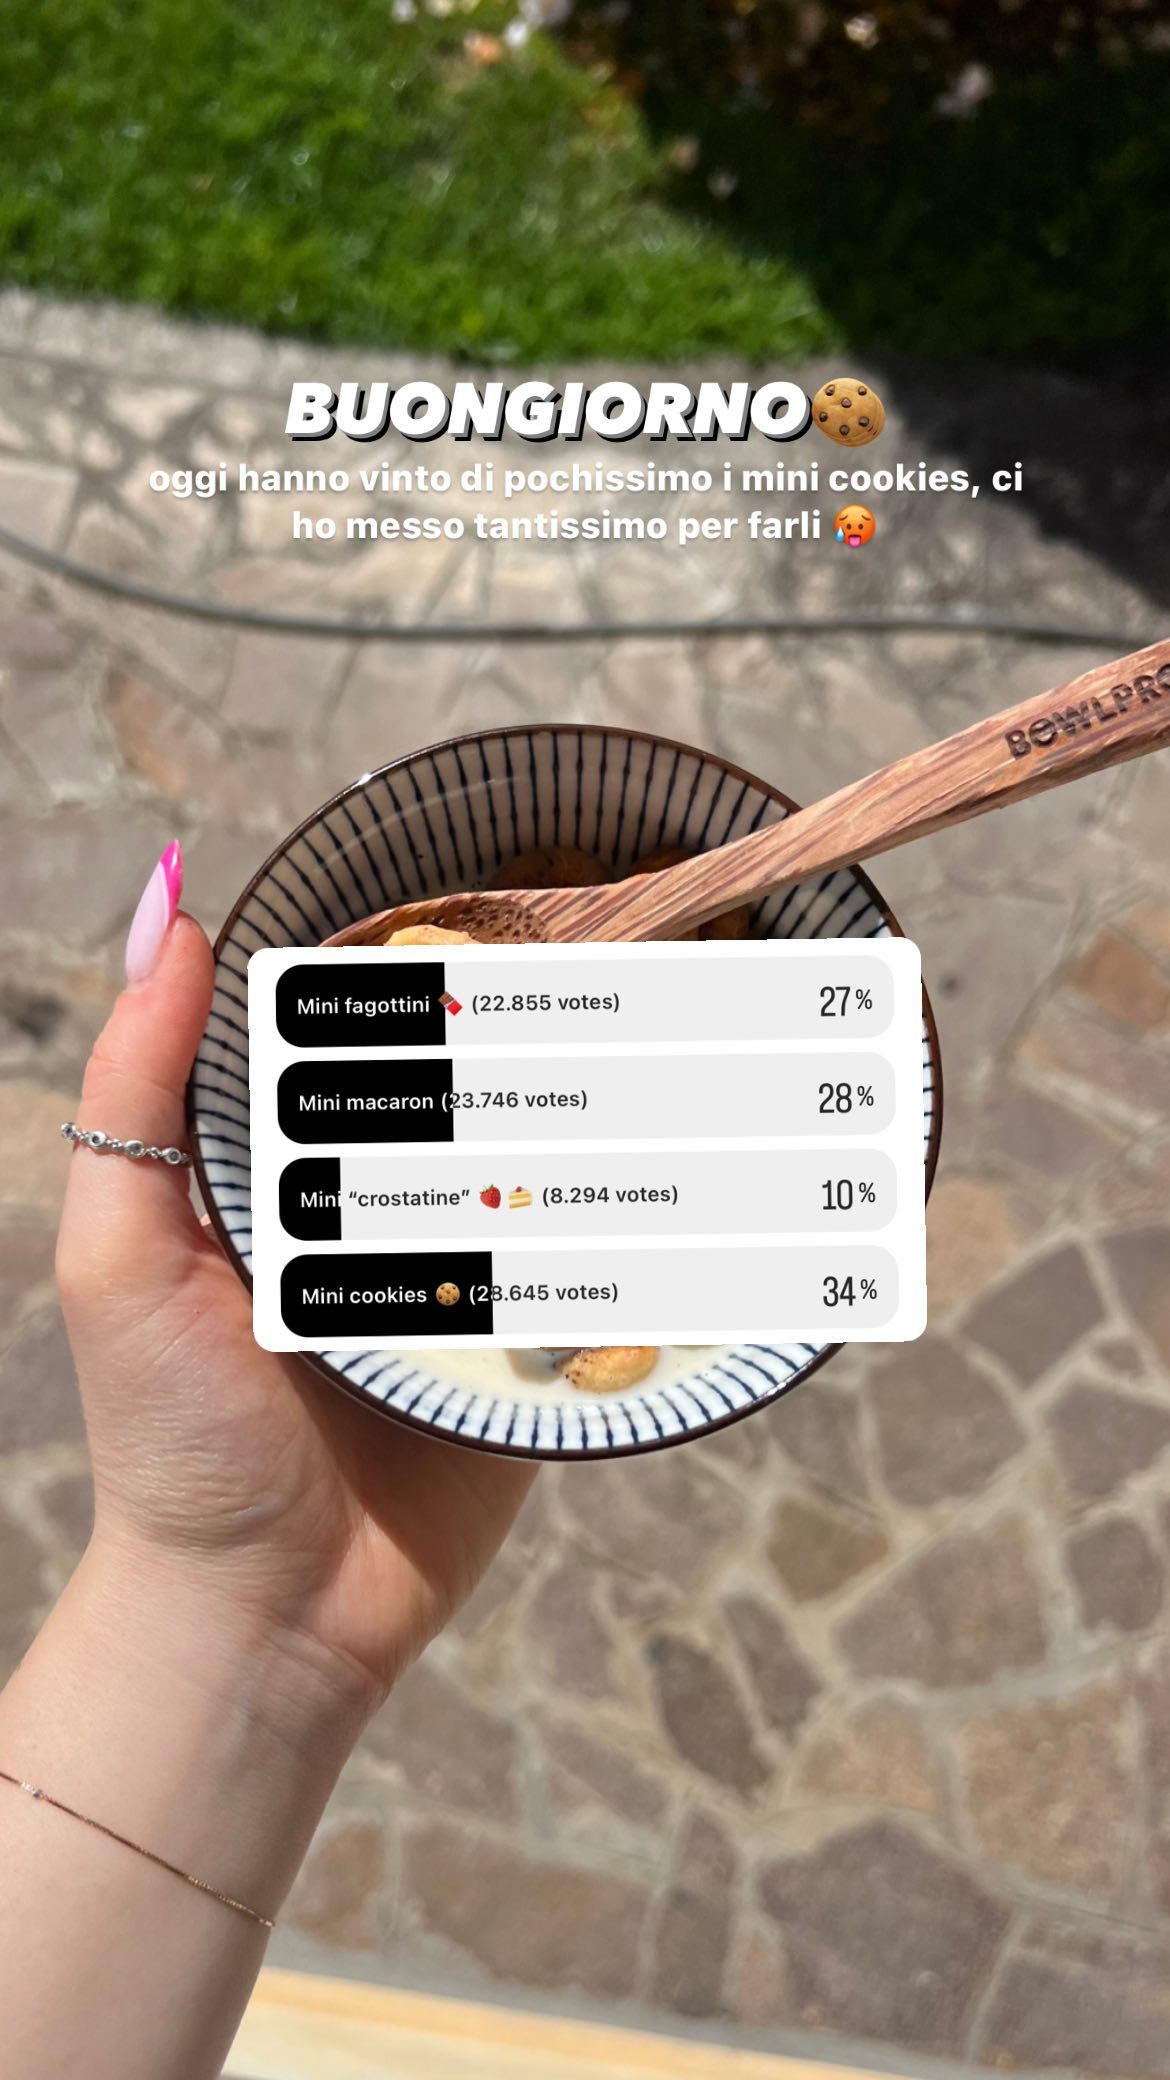 BUONGIORNO🍪
oggi hanno vinto di pochissimo i mini cookies, ci
ho messo tantissimo per farli 🥵
BOWLPRO
Mini fagottini 🍫 (22.855 votes) 27%
Mini macaron (23.746 votes) 28%
Mini “crostatine” 🍓🍰 (8.294 votes) 10%
Mini cookies 🍪 (28.645 votes) 34%